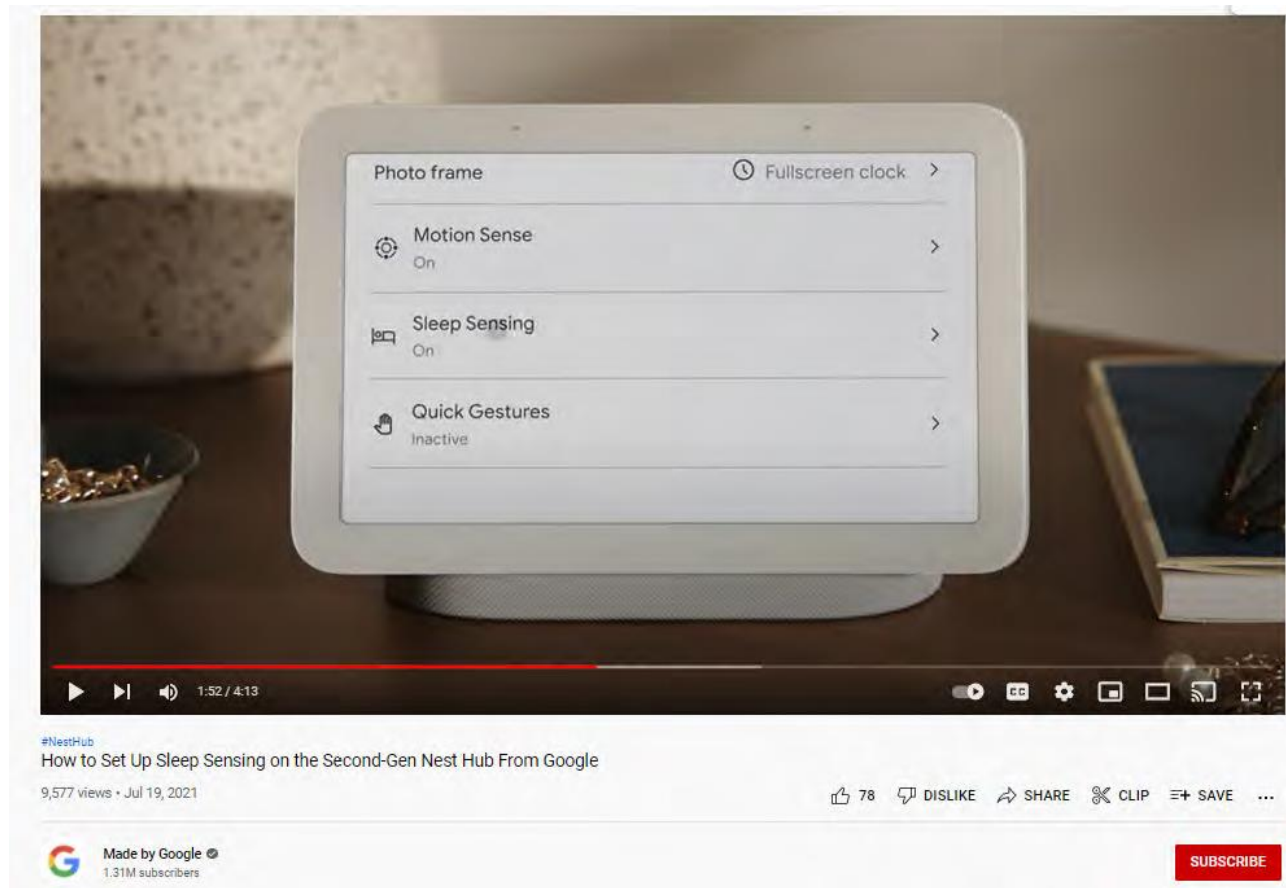 Photo frame
Fullscreen clock
Motion Sense
On
Sleep Sensing
On
Quick Gestures
Inactive
1:52 / 4:13
CC
#NestHub
How to Set Up Sleep Sensing on the Second-Gen Nest Hub From Google
9,577 views • Jul 19, 2021
78 DISLIKE SHARE CLIP SAVE ...
Made by Google
1.31M subscribers
SUBSCRIBE